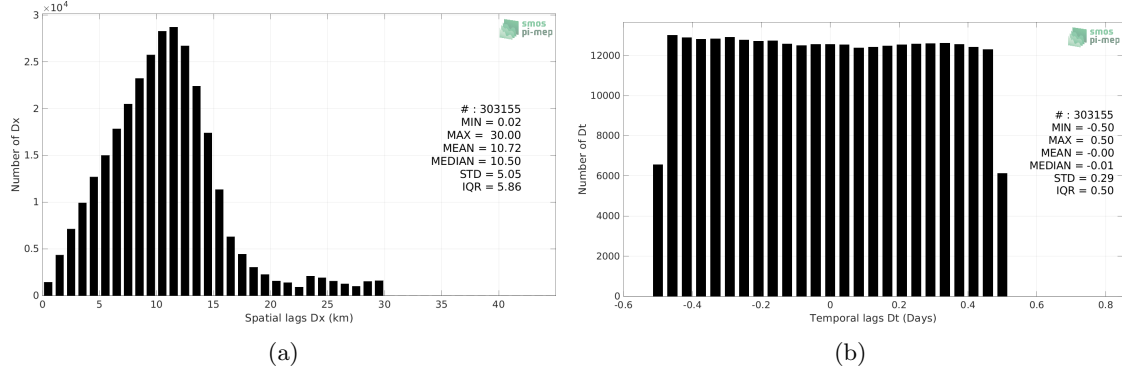 ×10⁴
3
2.5
2
1.5
1
0.5
0
Number of Dx
smos
pi-mep
# : 303155
MIN = 0.02
MAX = 30.00
MEAN = 10.72
MEDIAN = 10.50
STD = 5.05
IQR = 5.86
0 5 10 15 20 25 30 35 40
Spatial lags Dx (km)
(a)
12000
10000
8000
6000
4000
2000
0
Number of Dt
smos
pi-mep
# : 303155
MIN = -0.50
MAX = 0.50
MEAN = -0.00
MEDIAN = -0.01
STD = 0.29
IQR = 0.50
-0.6 -0.4 -0.2 0 0.2 0.4 0.6 0.8
Temporal lags Dt (Days)
(b)